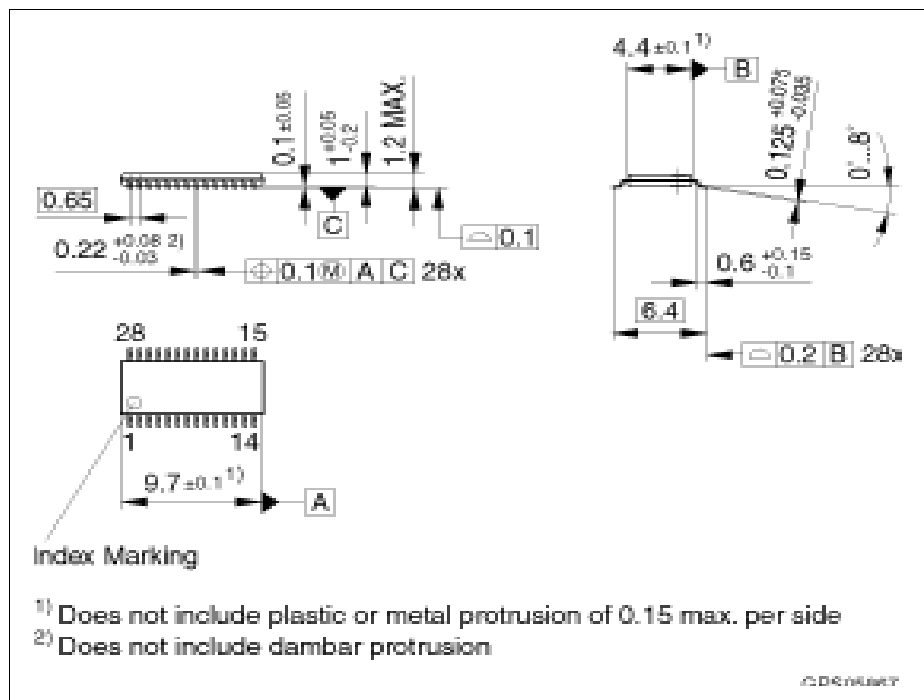 4.4 ±0.1 1)
B
0.1 ±0.05
1 +0.05 -0.2
1.2 MAX.
0.125 +0.075 -0.035
0˚...8˚
0.65
C
0.1
0.22 +0.08 2) -0.03
0.1 M A C 28x
0.6 +0.15 -0.1
6.4
0.2 B 28x
28 15
1 14
9.7 ±0.1 1)
A
Index Marking
1) Does not include plastic or metal protrusion of 0.15 max. per side
2) Does not include dambar protrusion